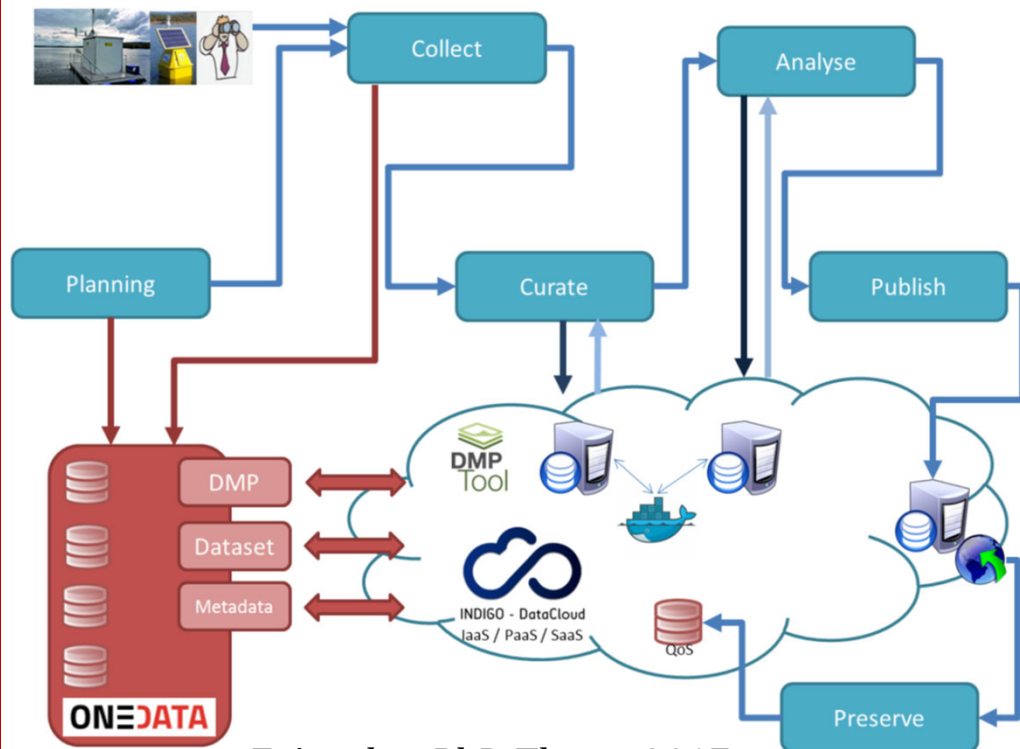 Collect
Analyse
Planning
Curate
Publish
DMP
Dataset
Metadata
ONEDATA
DMP
Tool
INDIGO - DataCloud
IaaS / PaaS / SaaS
QoS
Preserve